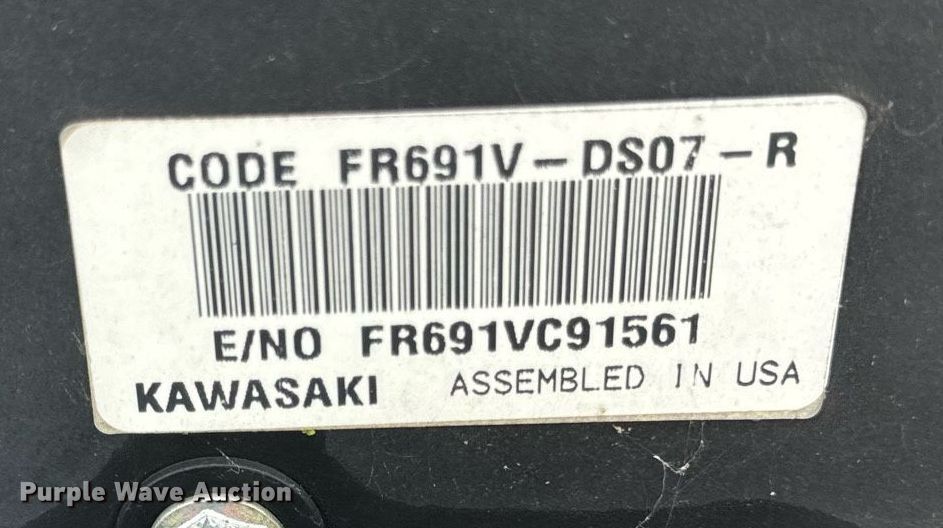 CODE FR691V-DS07-R
E/NO FR691VC91561
KAWASAKI ASSEMBLED IN USA
Purple Wave Auction